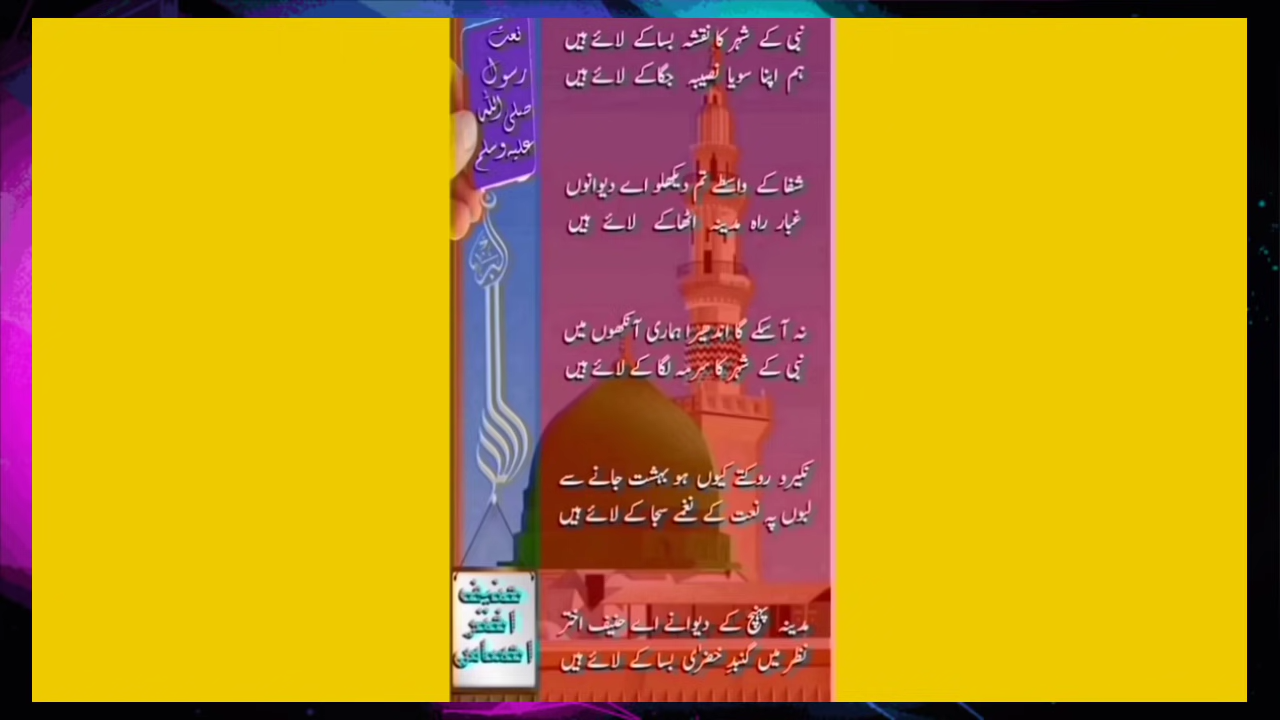 نعت
رسول
صلی اللہ
علیہ وسلم
نبی کے شہر کا نقشہ بسا کے لائے ہیں
ہم اپنا سویا نصیبہ جگا کے لائے ہیں
شفا کے واسطے تم دیکھلو اے دیوانوں
غبار راہ مدینہ اٹھا کے لائے ہیں
نہ آ سکے گا اندھیرا ہماری آنکھوں میں
نبی کے شہر کا سرمہ لگا کے لائے ہیں
نکیرو روکتے کیوں ہو بہشت جانے سے
لبوں پہ نعت کے نغمے سجا کے لائے ہیں
مدینہ پہنچ کے دیوانے اے حنیف اختر
نظر میں گنبدِ خضرٰی بسا کے لائے ہیں
حنیف
اختر